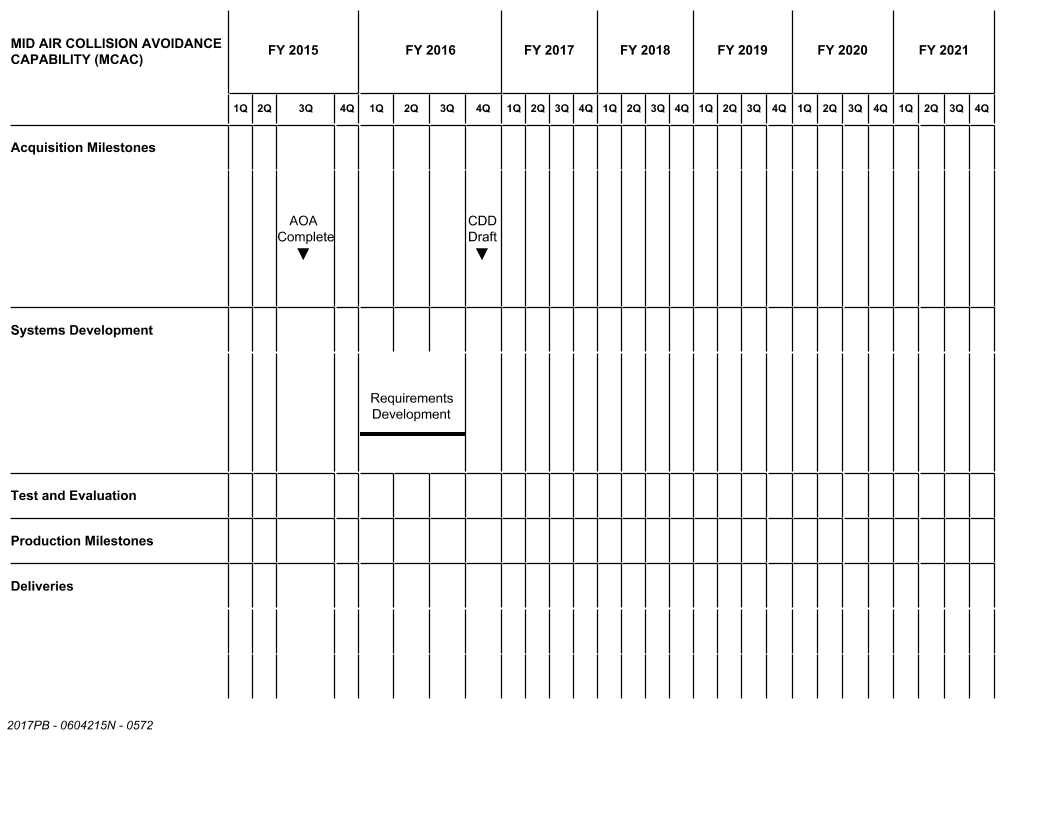 MID AIR COLLISION AVOIDANCE
CAPABILITY (MCAC)
FY 2015 FY 2016 FY 2017 FY 2018 FY 2019 FY 2020 FY 2021
1Q 2Q 3Q 4Q 1Q 2Q 3Q 4Q 1Q 2Q 3Q 4Q 1Q 2Q 3Q 4Q 1Q 2Q 3Q 4Q 1Q 2Q 3Q 4Q 1Q 2Q 3Q 4Q
Acquisition Milestones
AOA
Complete
CDD
Draft
Systems Development
Requirements
Development
Test and Evaluation
Production Milestones
Deliveries
2017PB - 0604215N - 0572